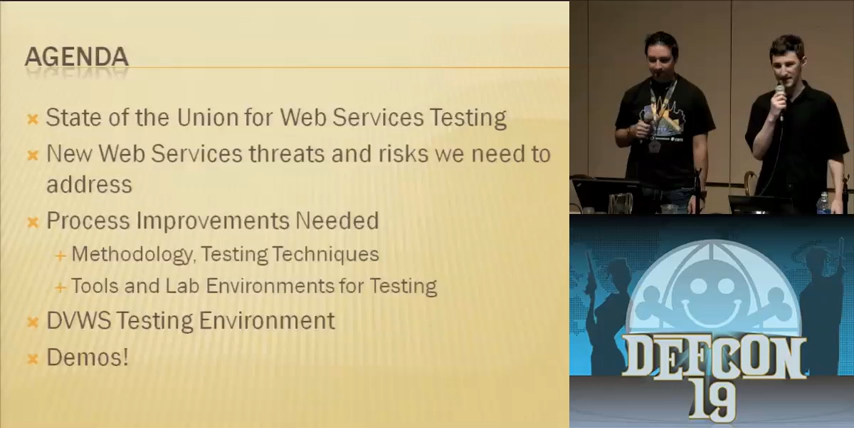 AGENDA
State of the Union for Web Services Testing
New Web Services threats and risks we need to
address
Process Improvements Needed
Methodology, Testing Techniques
Tools and Lab Environments for Testing
DVWS Testing Environment
Demos!
DEFCON
19